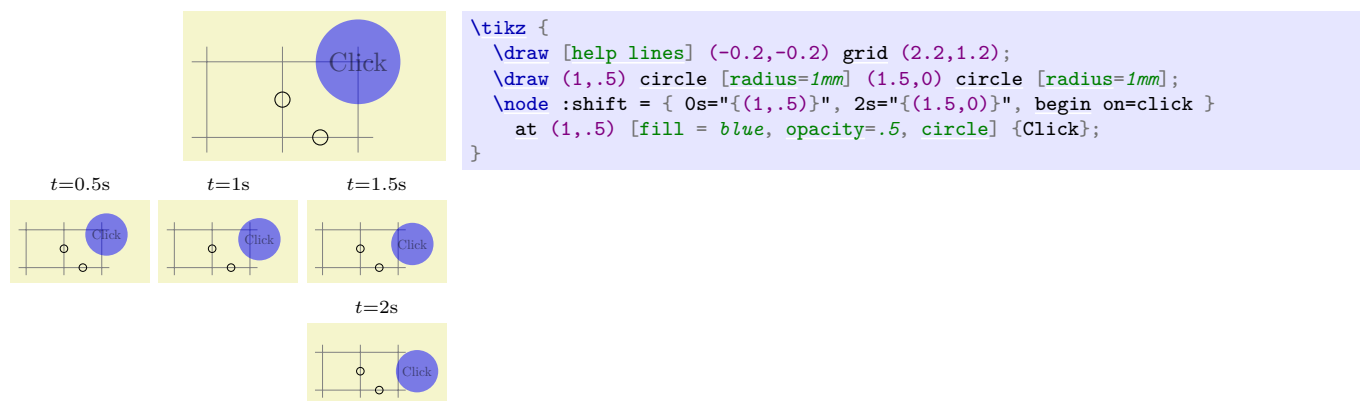 Click
\tikz {
  \draw [help lines] (-0.2,-0.2) grid (2.2,1.2);
  \draw (1,.5) circle [radius=1mm] (1.5,0) circle [radius=1mm];
  \node :shift = { 0s="{(1,.5)}", 2s="{(1.5,0)}", begin on=click }
    at (1,.5) [fill = blue, opacity=.5, circle] {Click};
}
t=0.5s t=1s t=1.5s
Click Click Click
t=2s
Click